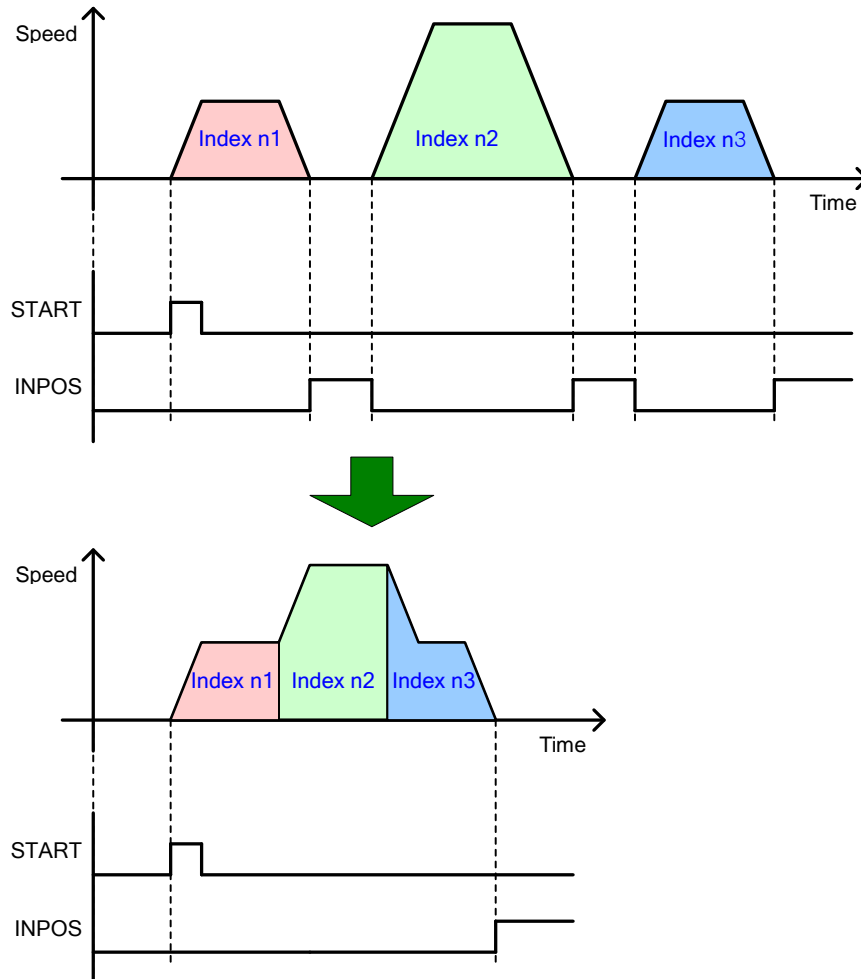 Speed
Index n1
Index n2
Index n3
Time
START
INPOS
Speed
Index n1
Index n2
Index n3
Time
START
INPOS